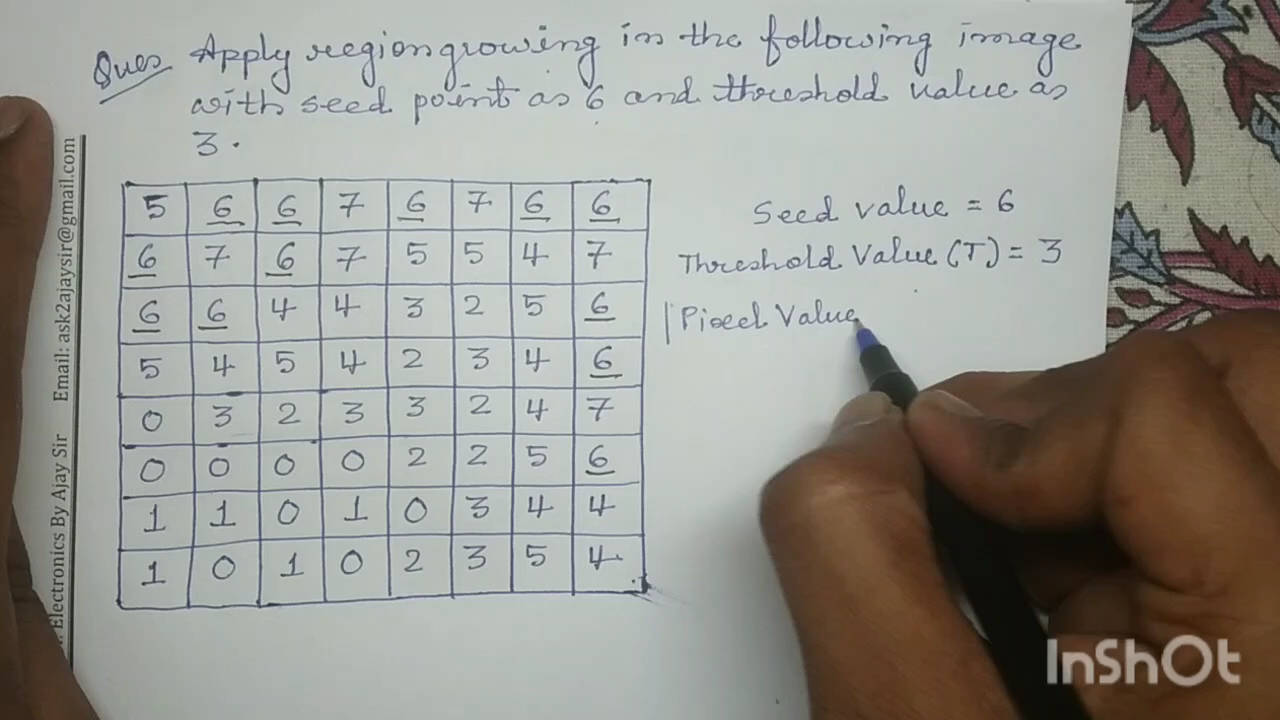 Ques Apply region growing in the following image
with seed point as 6 and threshold value as
3.
5 6 6 7 6 7 6 6
6 7 6 7 5 5 4 7
6 6 4 4 3 2 5 6
5 4 5 4 2 3 4 6
0 3 2 3 3 2 4 7
0 0 0 0 2 2 5 6
1 1 0 1 0 3 4 4
1 0 1 0 2 3 5 4
Seed value = 6
Threshold Value (T) = 3
|Pixel Value
Electronics By Ajay Sir Email: ask2ajaysir@gmail.com
InShOt